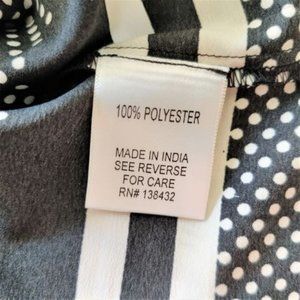 100% POLYESTER
MADE IN INDIA
SEE REVERSE
FOR CARE
RN# 138432